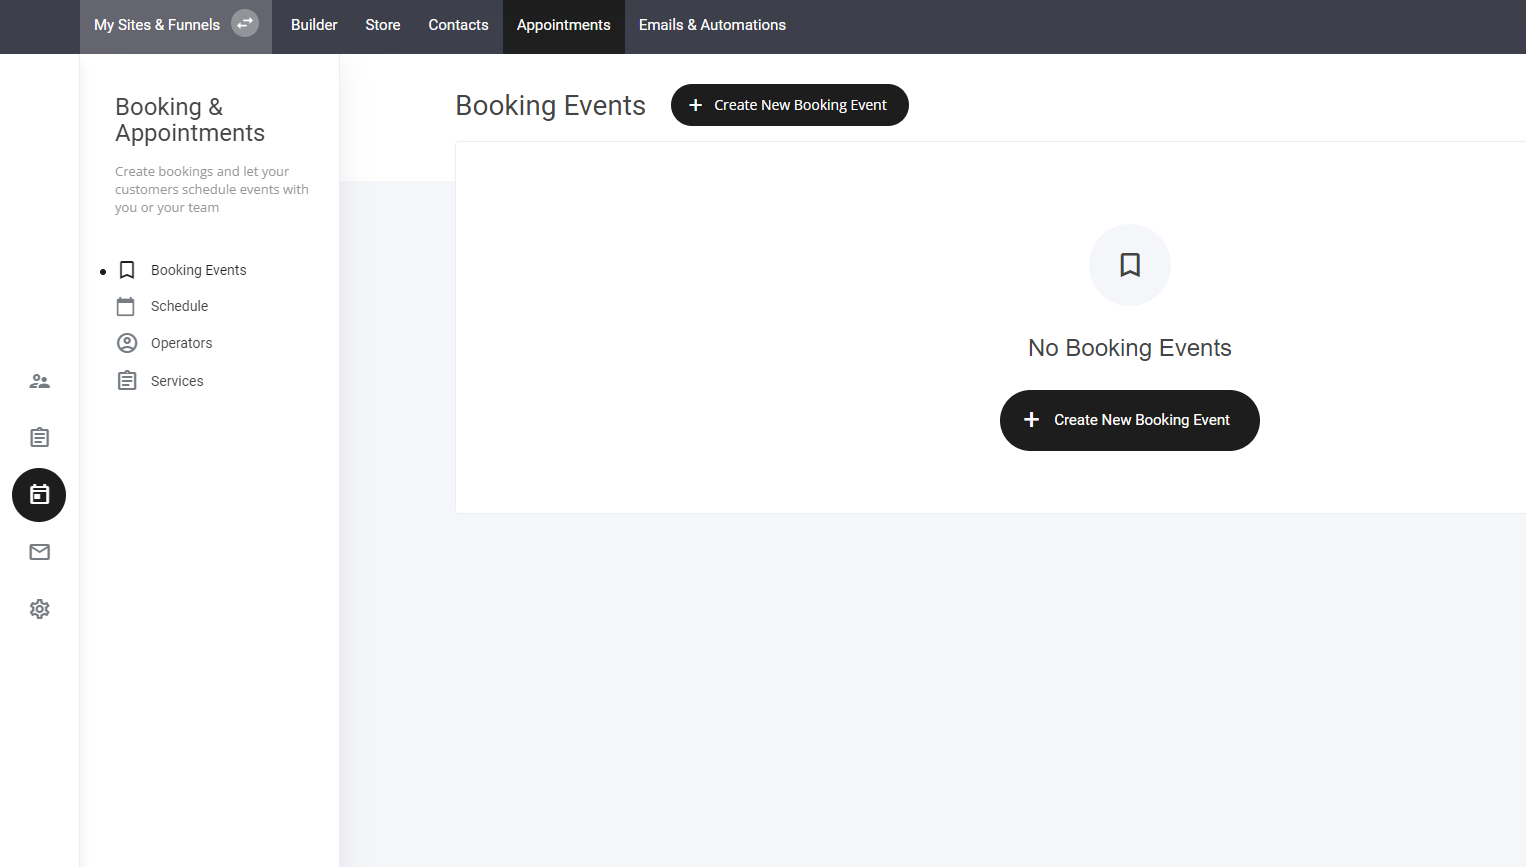 My Sites & Funnels
Builder
Store
Contacts
Appointments
Emails & Automations
Booking &
Appointments
Create bookings and let your
customers schedule events with
you or your team
Booking Events
Schedule
Operators
Services
Booking Events
Create New Booking Event
No Booking Events
Create New Booking Event